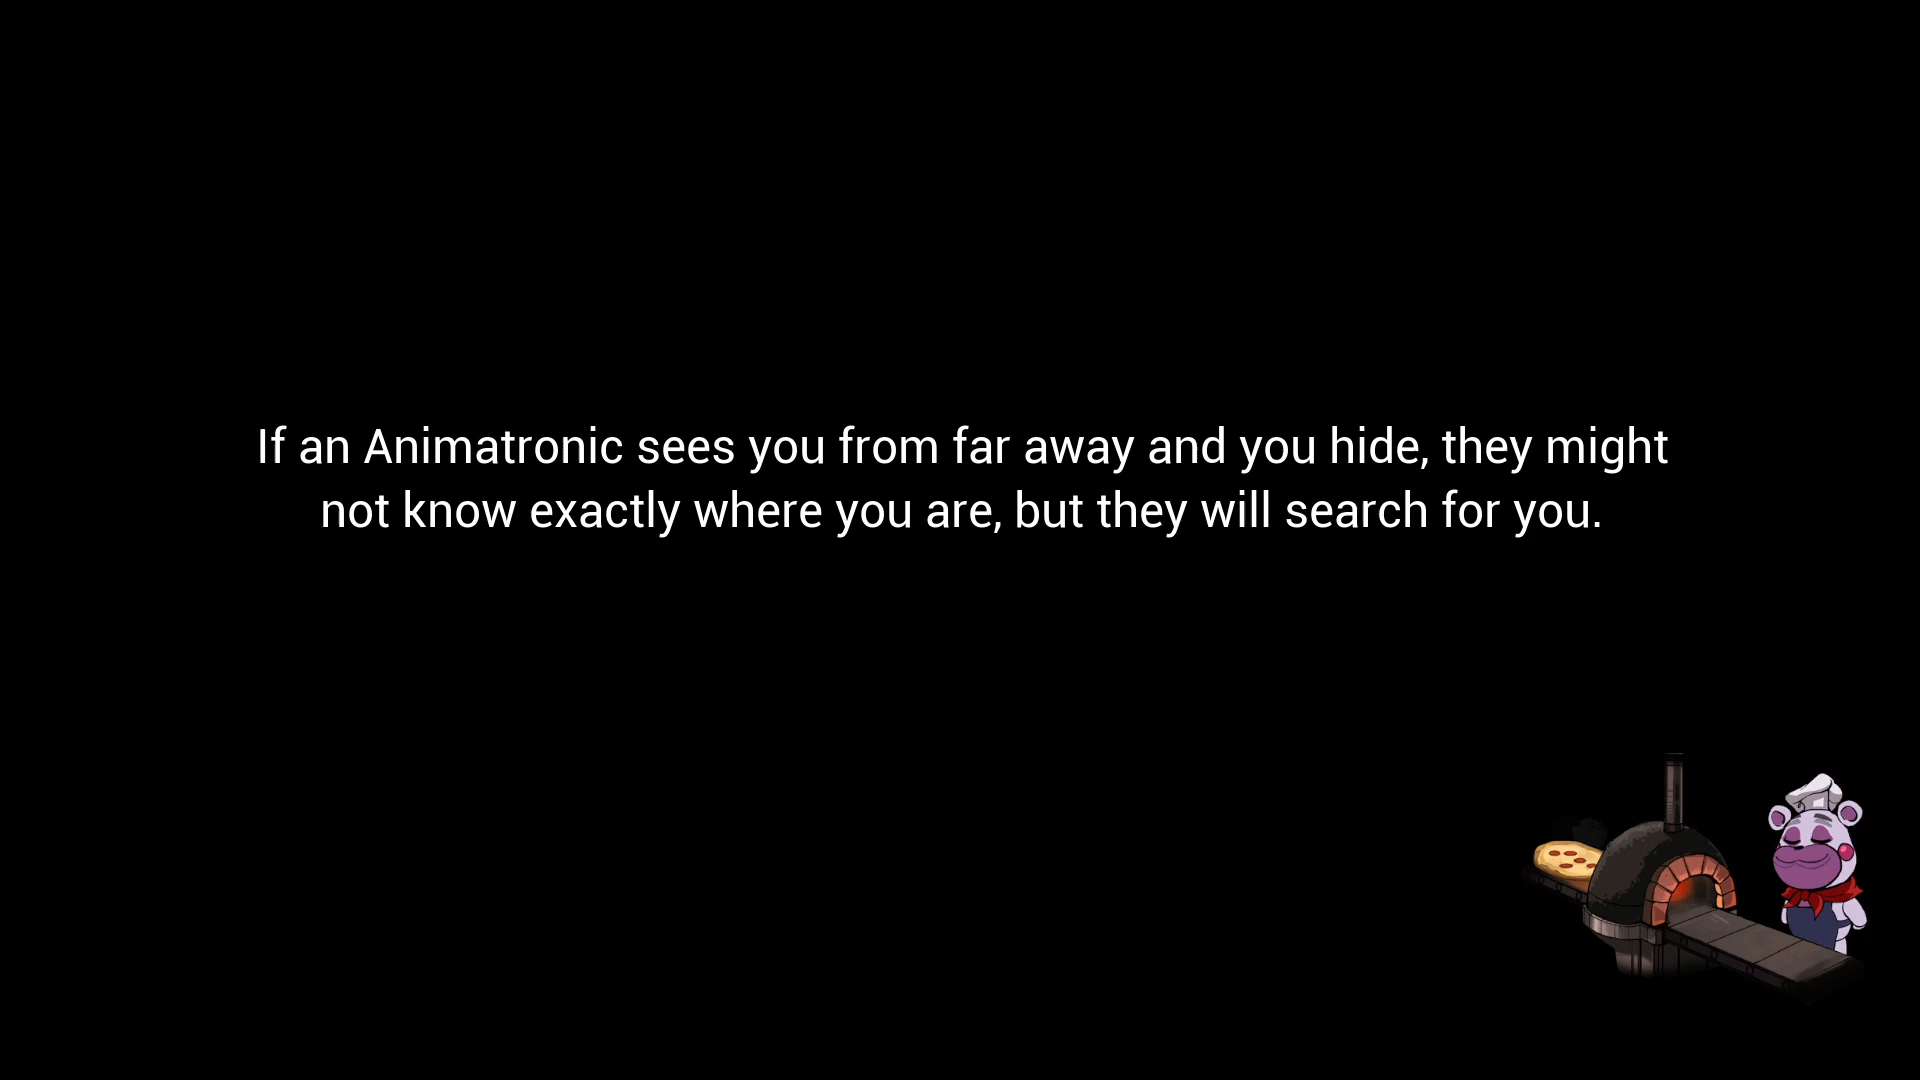 If an Animatronic sees you from far away and you hide, they might
not know exactly where you are, but they will search for you.